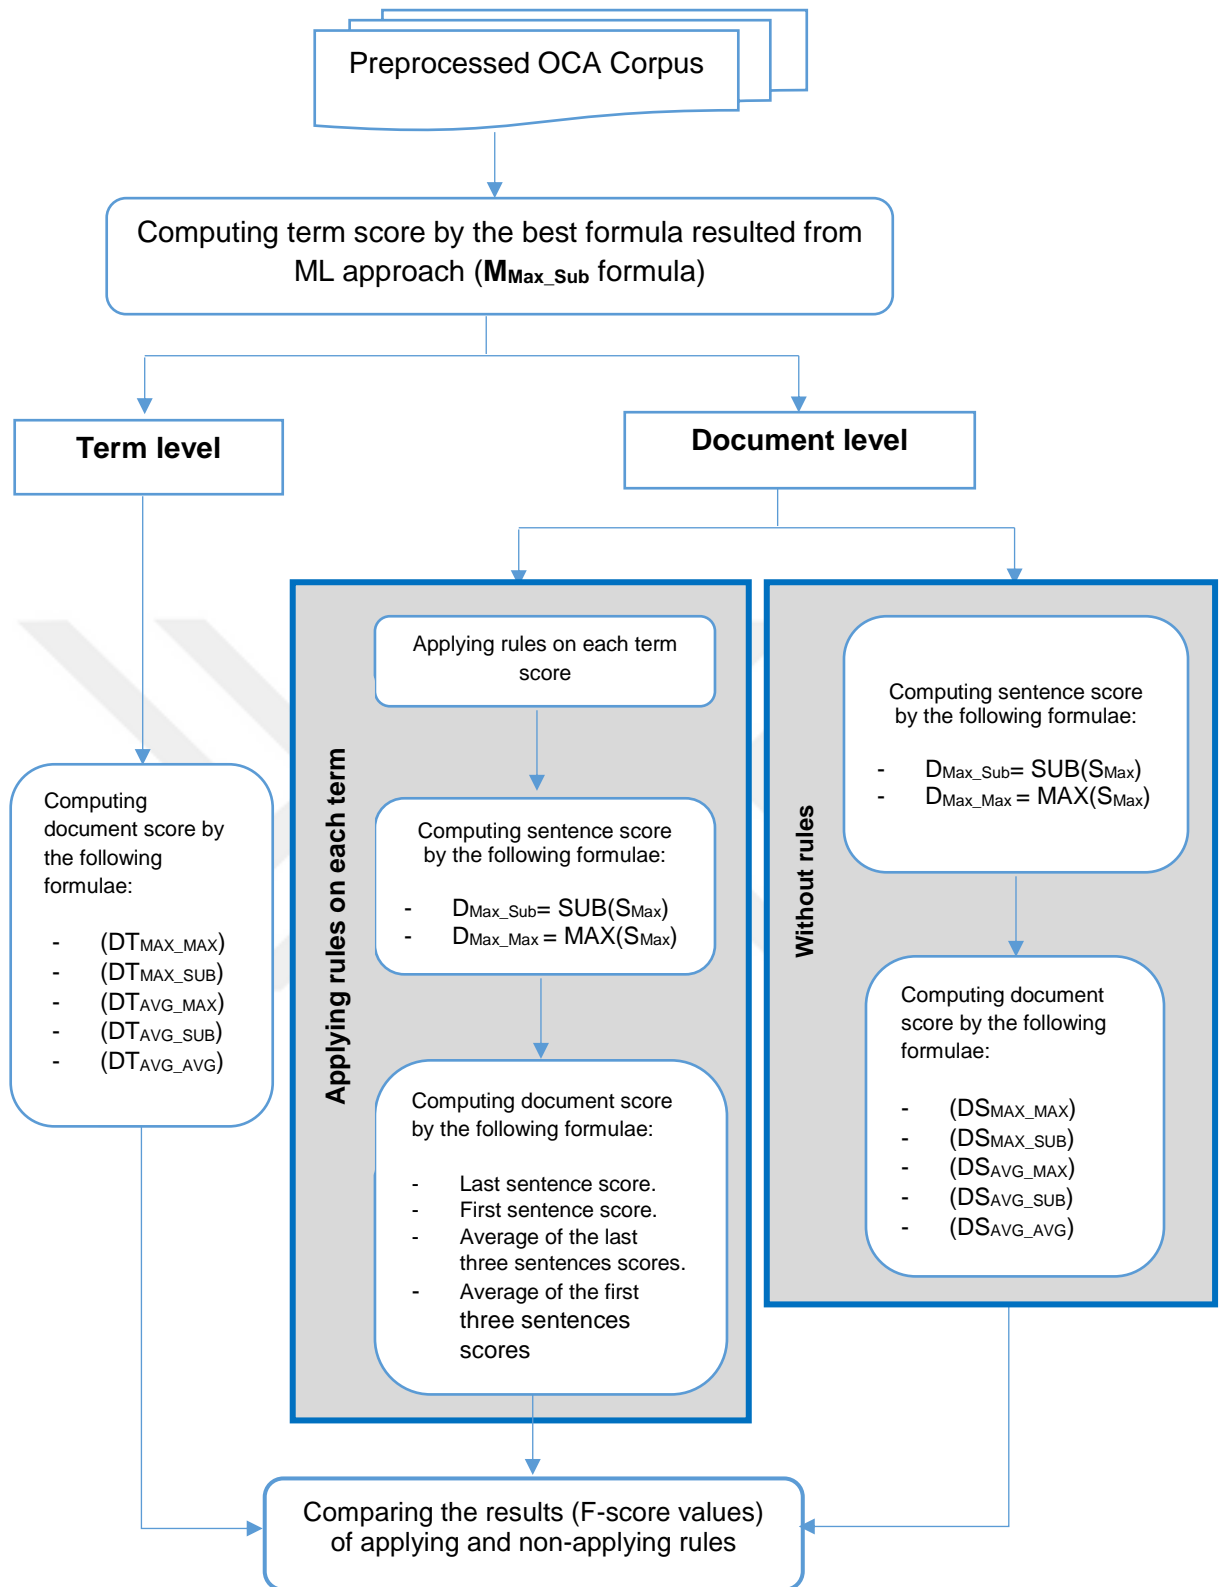 Preprocessed OCA Corpus
Computing term score by the best formula resulted from
ML approach (MMax_Sub formula)
Term level
Document level
Computing
document score by
the following
formulae:
- (DTMAX_MAX)
- (DTMAX_SUB)
- (DTAVG_MAX)
- (DTAVG_SUB)
- (DTAVG_AVG)
Applying rules on each term
Applying rules on each term
score
Computing sentence score
by the following formulae:
- DMax_Sub= SUB(SMax)
- DMax_Max = MAX(SMax)
Computing document score
by the following formulae:
- Last sentence score.
- First sentence score.
- Average of the last
three sentences scores.
- Average of the first
three sentences
scores
Without rules
Computing sentence score
by the following formulae:
- DMax_Sub= SUB(SMax)
- DMax_Max = MAX(SMax)
Computing document
score by the following
formulae:
- (DSMAX_MAX)
- (DSMAX_SUB)
- (DSAVG_MAX)
- (DSAVG_SUB)
- (DSAVG_AVG)
Comparing the results (F-score values)
of applying and non-applying rules